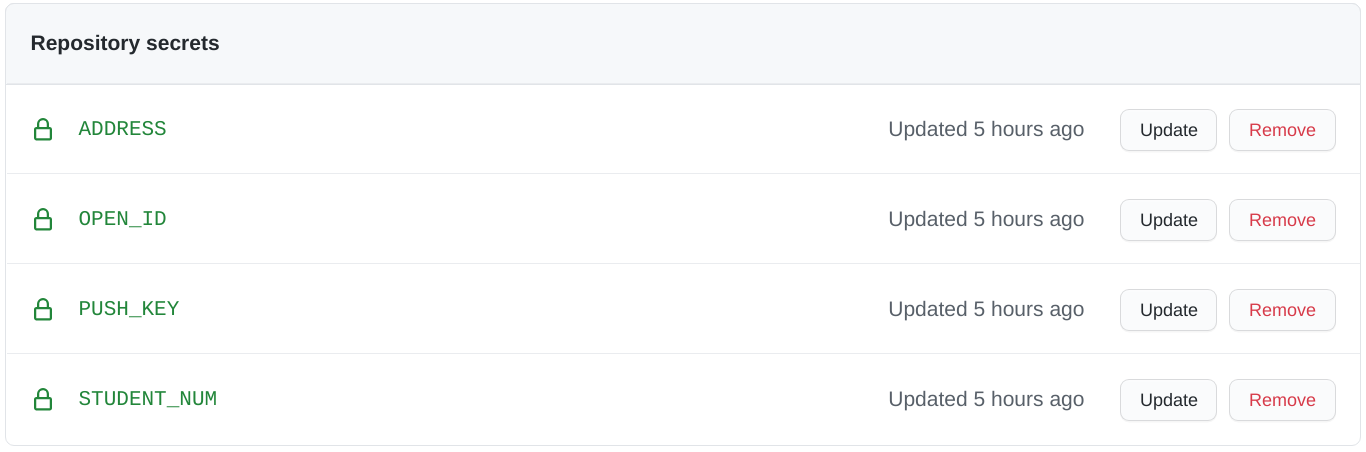 Repository secrets
ADDRESS Updated 5 hours ago Update Remove
OPEN_ID Updated 5 hours ago Update Remove
PUSH_KEY Updated 5 hours ago Update Remove
STUDENT_NUM Updated 5 hours ago Update Remove